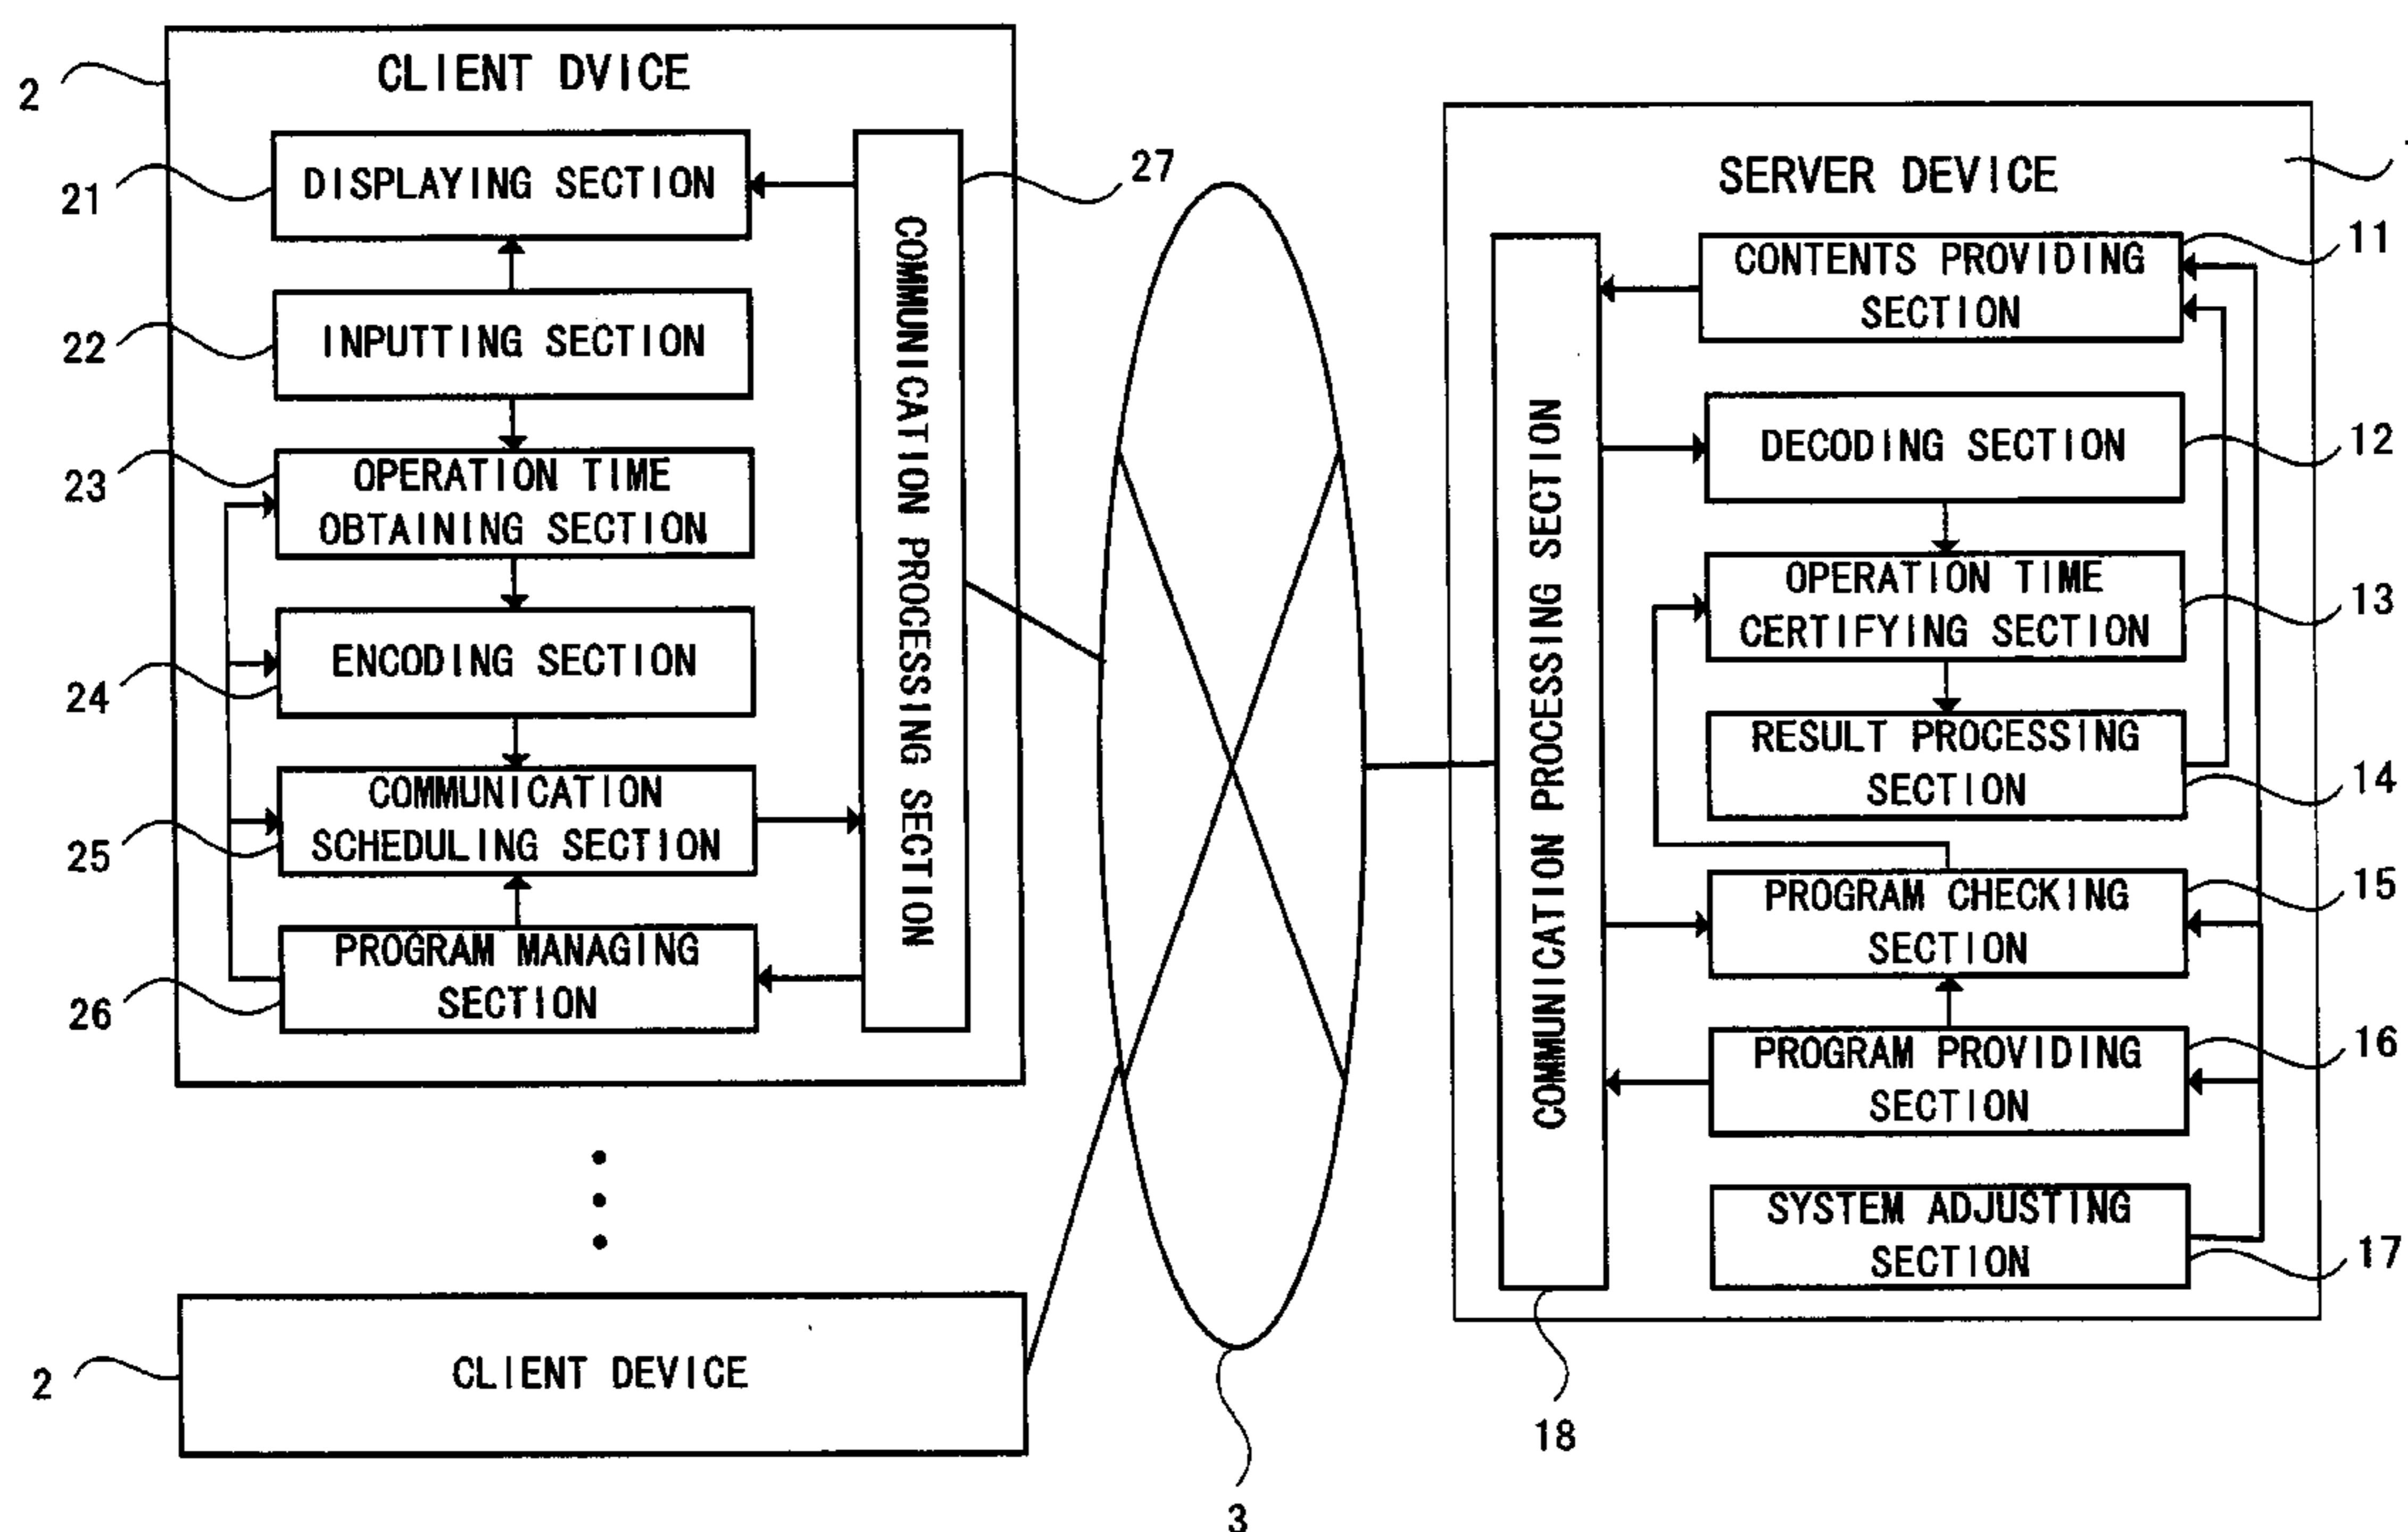 CLIENT DVICE
2
DISPLAYING SECTION
21
INPUTTING SECTION
22
OPERATION TIME
OBTAINING SECTION
23
ENCODING SECTION
24
COMMUNICATION
SCHEDULING SECTION
25
PROGRAM MANAGING
SECTION
26
COMMUNICATION PROCESSING SECTION
27
CLIENT DEVICE
2
3
SERVER DEVICE
COMMUNICATION PROCESSING SECTION
18
CONTENTS PROVIDING
SECTION
11
DECODING SECTION
12
OPERATION TIME
CERTIFYING SECTION
13
RESULT PROCESSING
SECTION
14
PROGRAM CHECKING
SECTION
15
PROGRAM PROVIDING
SECTION
16
SYSTEM ADJUSTING
SECTION
17